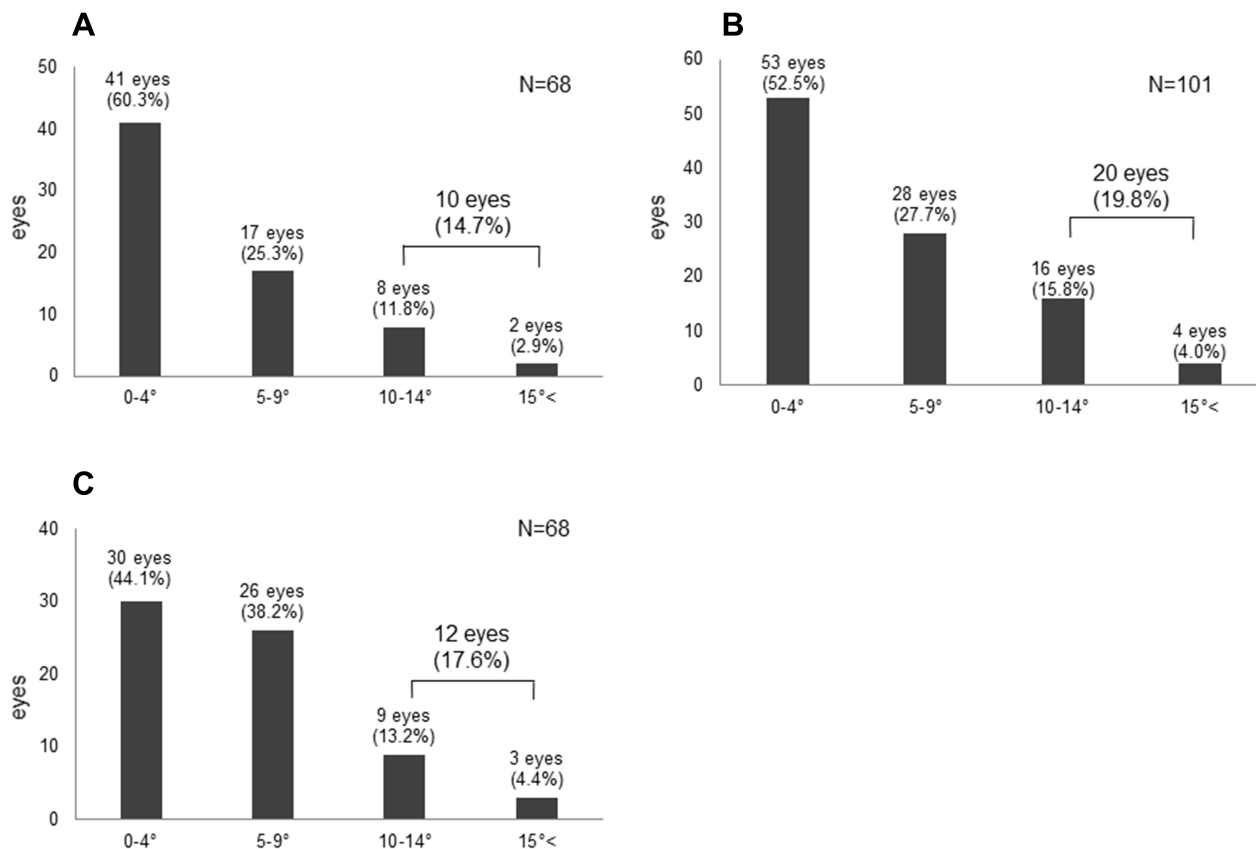 A
N=68
eyes
50
40
30
20
10
0
41 eyes
(60.3%)
17 eyes
(25.3%)
8 eyes
(11.8%)
2 eyes
(2.9%)
10 eyes
(14.7%)
0-4°
5-9°
10-14°
15°<
B
N=101
eyes
60
50
40
30
20
10
0
53 eyes
(52.5%)
28 eyes
(27.7%)
16 eyes
(15.8%)
4 eyes
(4.0%)
20 eyes
(19.8%)
0-4°
5-9°
10-14°
15°<
C
N=68
eyes
40
30
20
10
0
30 eyes
(44.1%)
26 eyes
(38.2%)
9 eyes
(13.2%)
3 eyes
(4.4%)
12 eyes
(17.6%)
0-4°
5-9°
10-14°
15°<